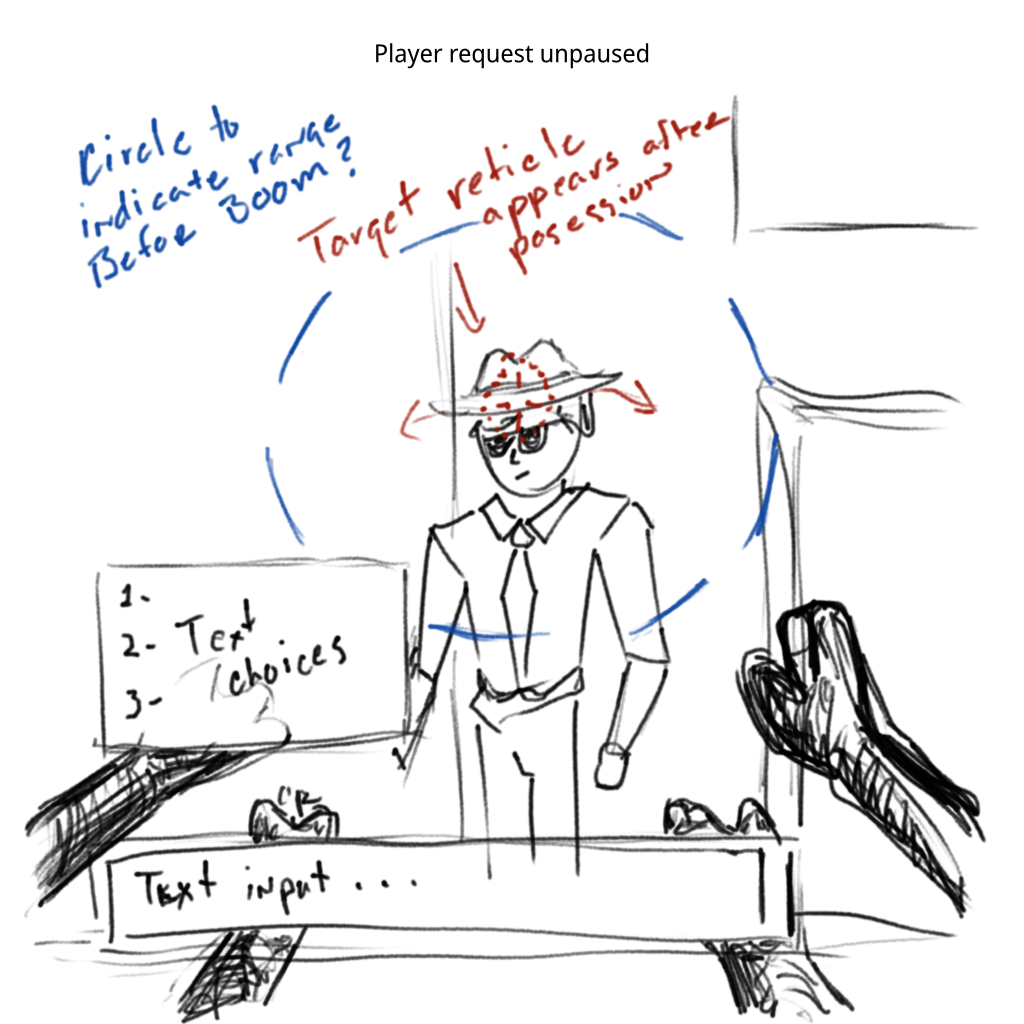 Player request unpaused
Circle to
indicate range
Before Boom?
Target reticle
appears after
posession
1-
2- Text
choices
3-
or
Text input...